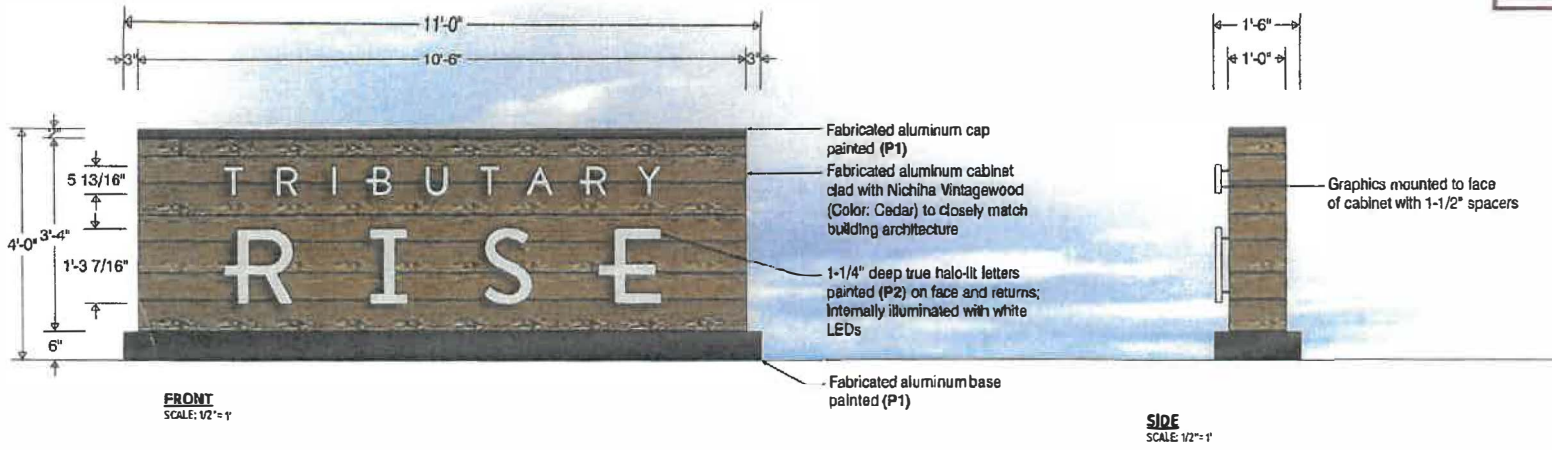 11'-0"
3"
10'-6"
3"
1'-6"
1'-0"
5 13/16"
4'-0"
3'-4"
1'-3 7/16"
6"
TRIBUTARY
RISE
Fabricated aluminum cap
painted (P1)
Fabricated aluminum cabinet
clad with Nichiha Vintagewood
(Color: Cedar) to closely match
building architecture
1-1/4" deep true halo-lit letters
painted (P2) on face and returns;
Internally illuminated with white
LEDs
Fabricated aluminum base
painted (P1)
Graphics mounted to face
of cabinet with 1-1/2" spacers
FRONT
SCALE: 1/2"= 1'
SIDE
SCALE: 1/2"= 1'